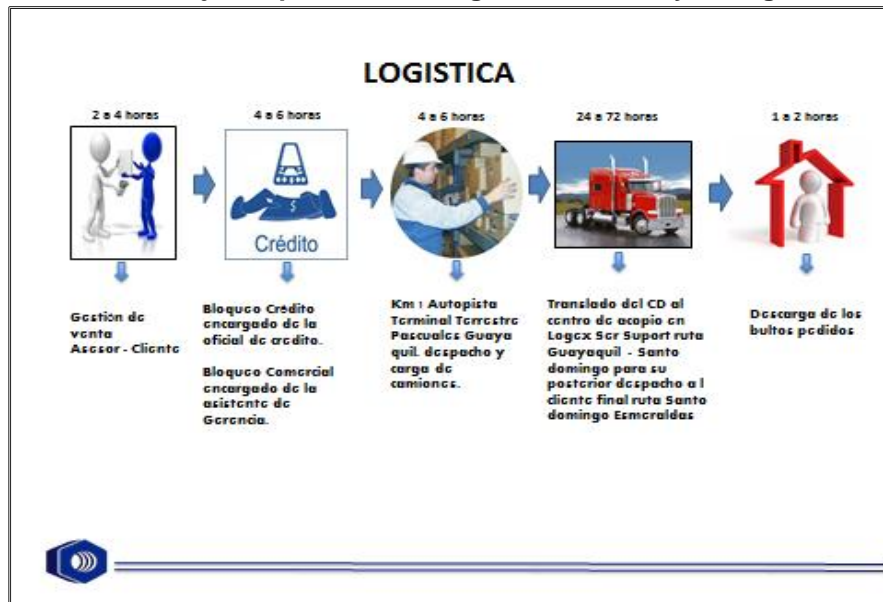 LOGISTICA
2 a 4 horas
4 a 6 horas
4 a 6 horas
24 a 72 horas
1 a 2 horas
$
Crédito
Gestión de
venta
Asesor - Cliente
Bloqueo Crédito
encargado de la
oficial de credito.
Bloqueo Comercial
encargado de la
asistente de
Gerencia.
Km : Autopista
Terminal Terrestre
Pascuales Guaya
quil. despacho y
carga de
camiones.
Translado del CD al
centro de acopio en
Logex Ser Suport ruta
Guayaquil - Santo
domingo para su
posterior despacho a l
cliente final ruta Santo
domingo Esmeraldas
Descarga de los
bultos pedidos